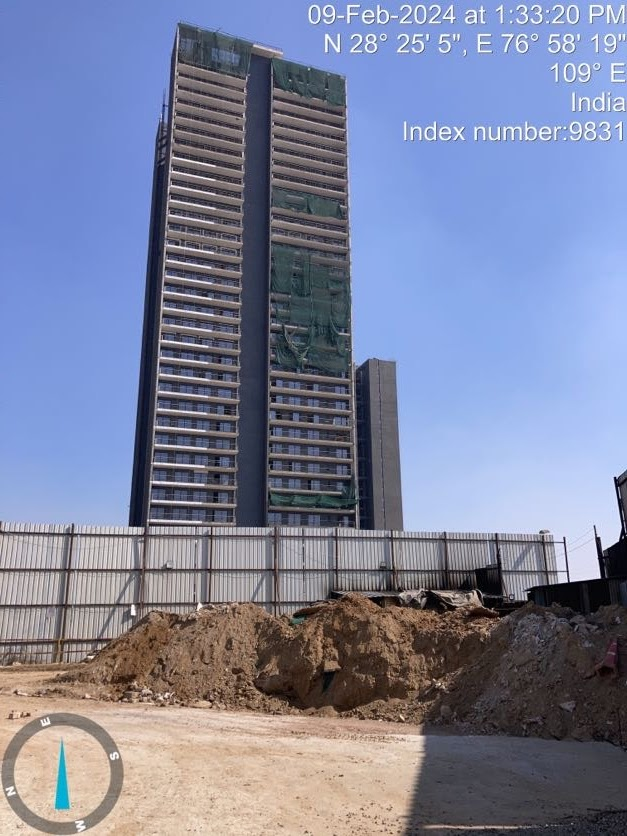 09-Feb-2024 at 1:33:20 PM
N 28° 25' 5", E 76° 58' 19"
109° E
India
Index number:9831
E
N
S
W